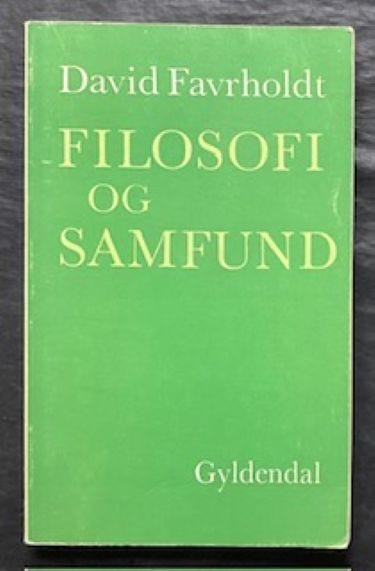 David Favrholdt
FILOSOFI
OG
SAMFUND
Gyldendal